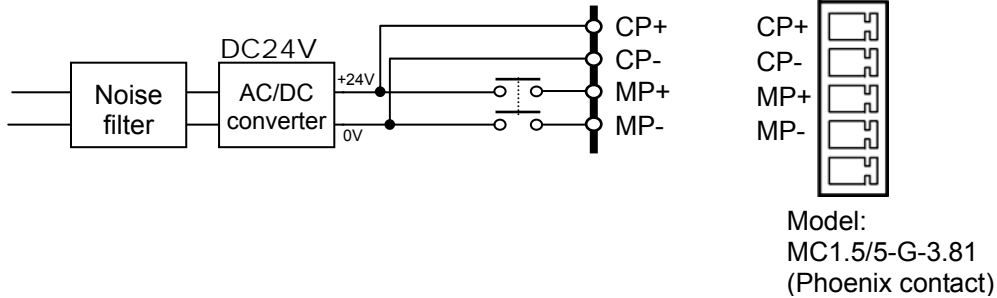 DC24V
Noise
filter
AC/DC
converter
+24V
0V
CP+
CP-
MP+
MP-
CP+
CP-
MP+
MP-
Model:
MC1.5/5-G-3.81
(Phoenix contact)